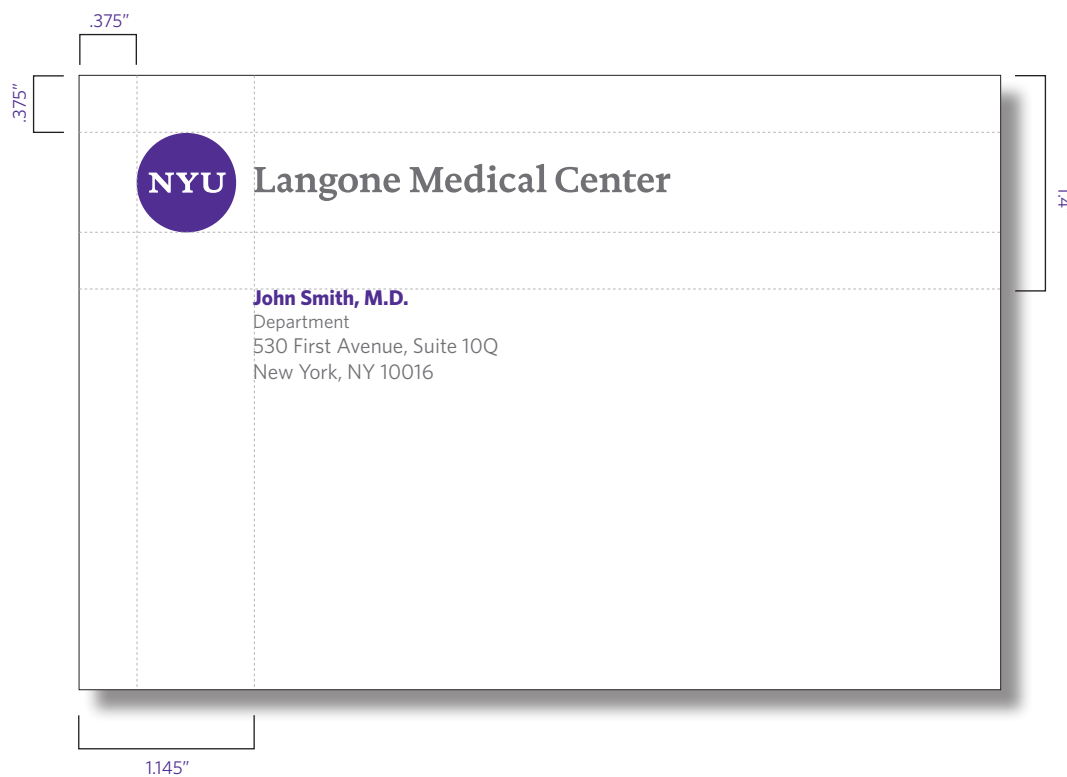 .375”
.375”
NYU Langone Medical Center
1.4
John Smith, M.D.
Department
530 First Avenue, Suite 10Q
New York, NY 10016
1.145”